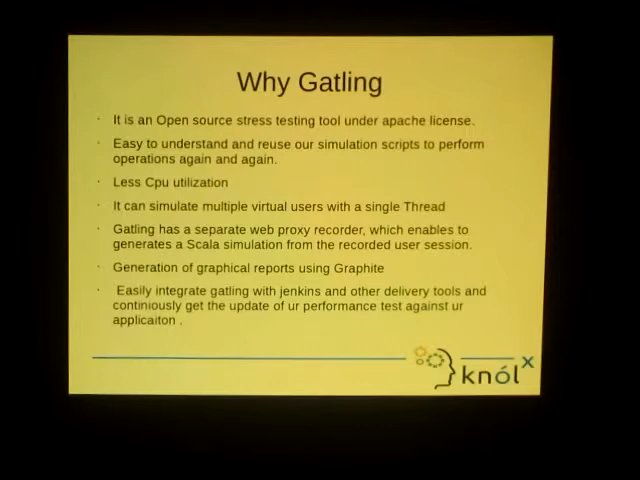 Why Gatling
· It is an Open source stress testing tool under apache license.
· Easy to understand and reuse our simulation scripts to perform
operations again and again.
· Less Cpu utilization
· It can simulate multiple virtual users with a single Thread
· Gatling has a separate web proxy recorder, which enables to
generates a Scala simulation from the recorded user session.
· Generation of graphical reports using Graphite
· Easily integrate gatling with jenkins and other delivery tools and
continiously get the update of ur performance test against ur
applicaiton .
knólx